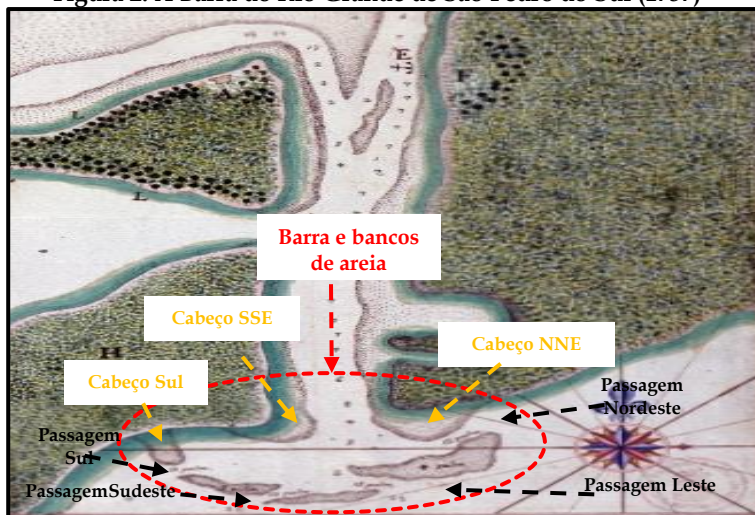 E
F
A
L
L
Barra e bancos
de areia
Cabeço SSE
Cabeço NNE
H
Cabeço Sul
Passagem
Nordeste
Passagem
Sul
PassagemSudeste
Passagem Leste